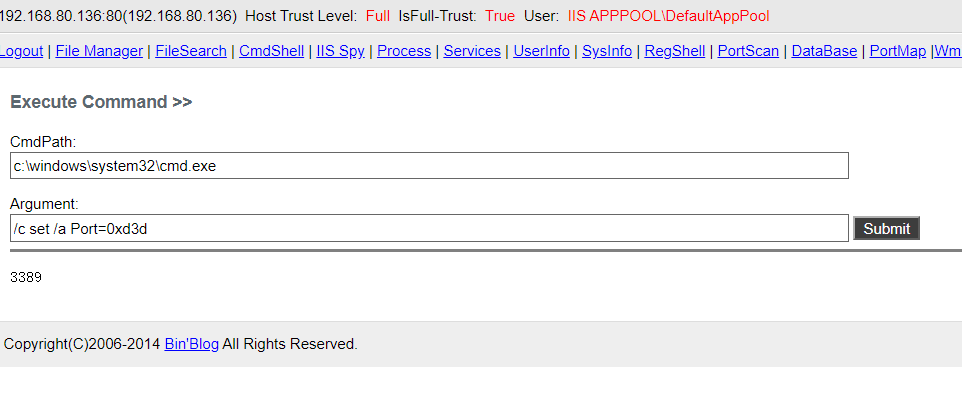 192.168.80.136:80(192.168.80.136) Host Trust Level: Full IsFull-Trust: True User: IIS APPPOOL\DefaultAppPool
Logout | File Manager | FileSearch | CmdShell | IIS Spy | Process | Services | UserInfo | SysInfo | RegShell | PortScan | DataBase | PortMap |Wm
Execute Command >>
CmdPath:
c:\windows\system32\cmd.exe
Argument:
/c set /a Port=0xd3d Submit
3389
Copyright(C)2006-2014 Bin'Blog All Rights Reserved.